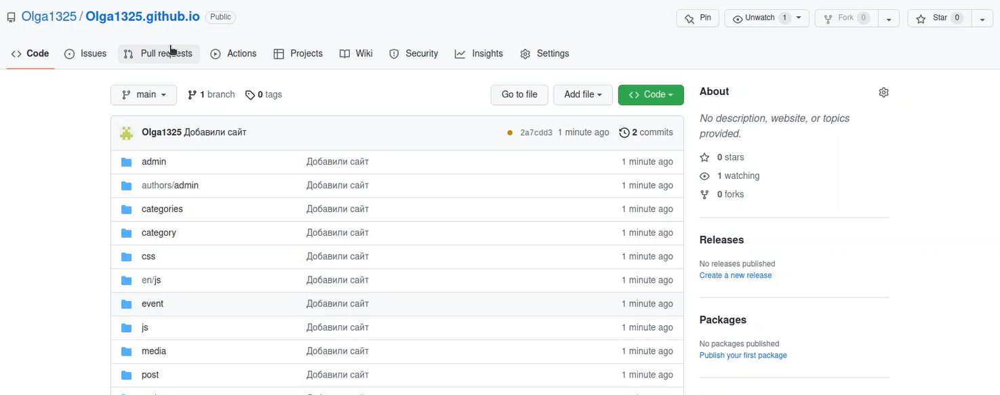 Olga1325 / Olga1325.github.io Public Pin Unwatch 1 Fork 0 Star 0
Code Issues Pull requests Actions Projects Wiki Security Insights Settings
main 1 branch 0 tags Go to file Add file Code
Olga1325 Добавили сайт 2a7cdd3 1 minute ago 2 commits
admin Добавили сайт 1 minute ago
authors/admin Добавили сайт 1 minute ago
categories Добавили сайт 1 minute ago
category Добавили сайт 1 minute ago
css Добавили сайт 1 minute ago
en/js Добавили сайт 1 minute ago
event Добавили сайт 1 minute ago
js Добавили сайт 1 minute ago
media Добавили сайт 1 minute ago
post Добавили сайт 1 minute ago
About
No description, website, or topics
provided.
0 stars
1 watching
0 forks
Releases
No releases published
Create a new release
Packages
No packages published
Publish your first package